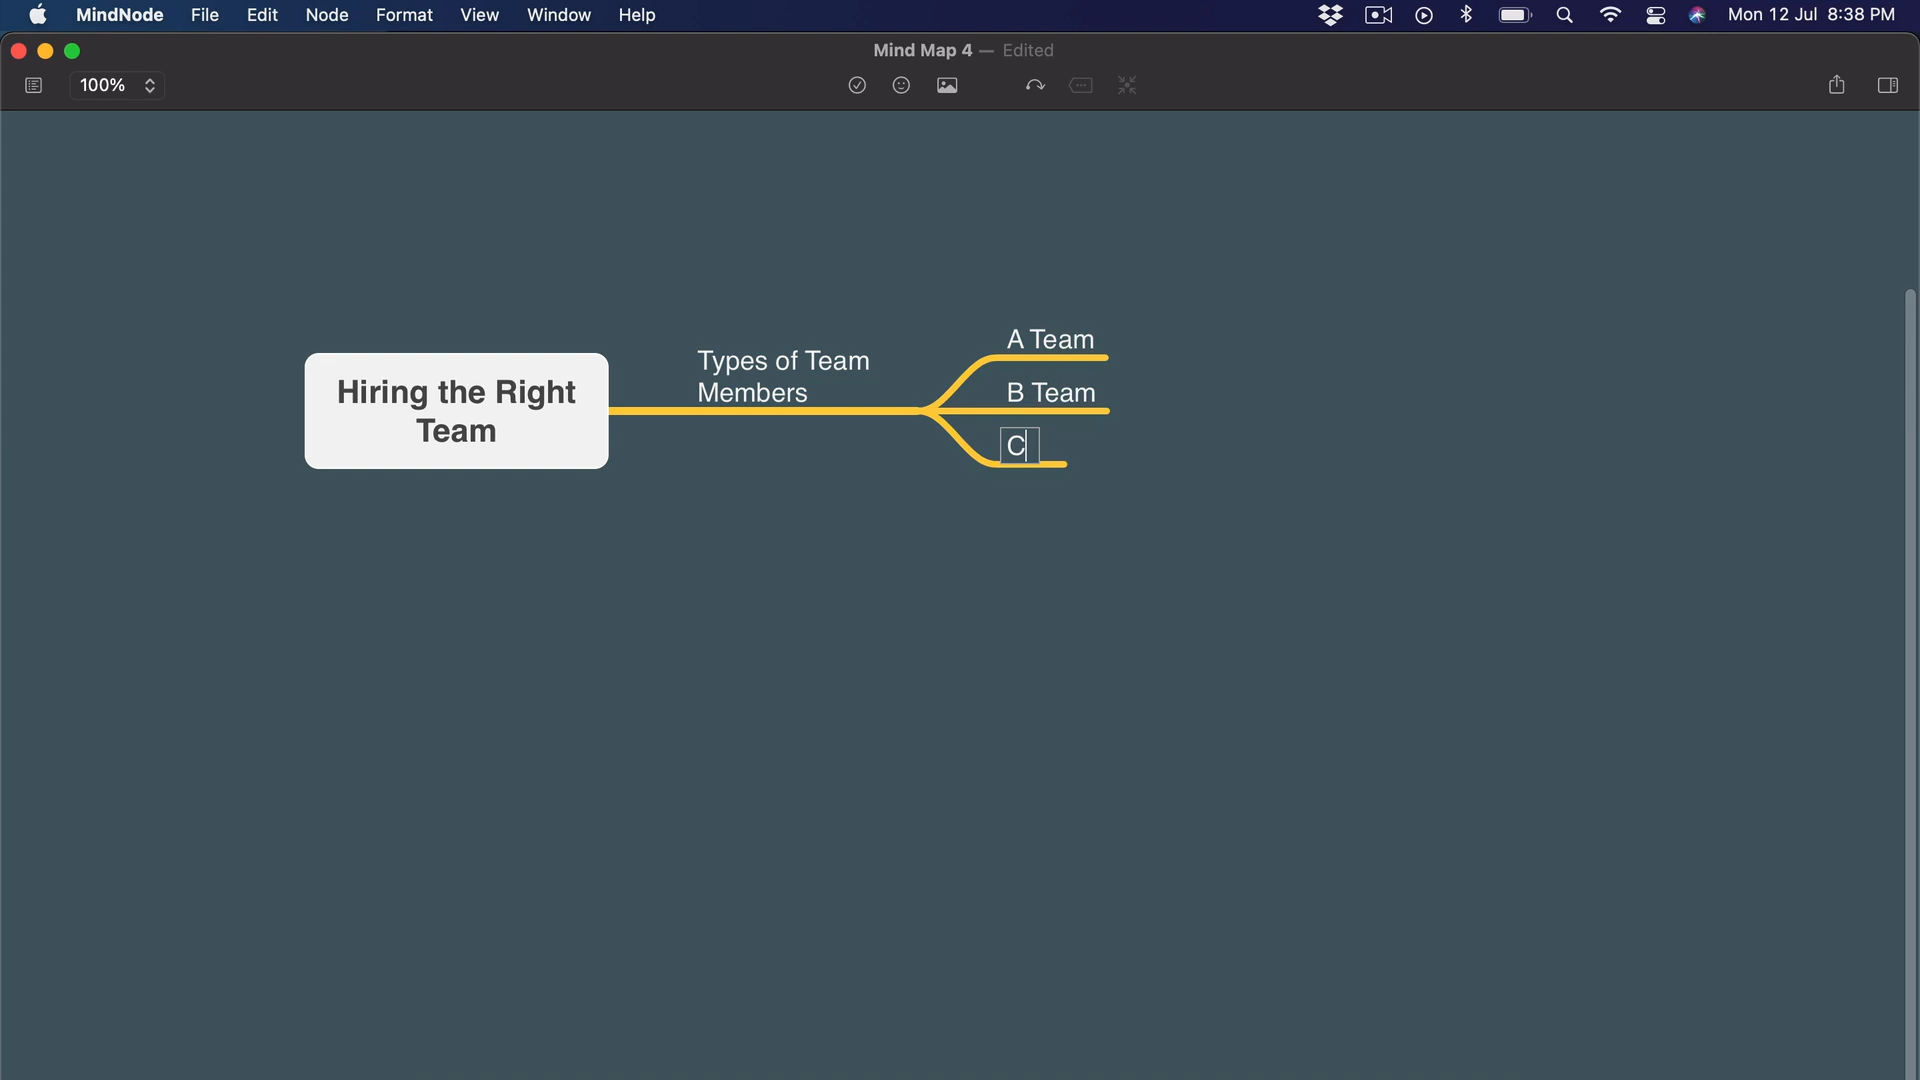 MindNode File Edit Node Format View Window Help Mon 12 Jul 8:38 PM
Mind Map 4 — Edited
100%
Hiring the Right
Team
Types of Team
Members
A Team
B Team
C